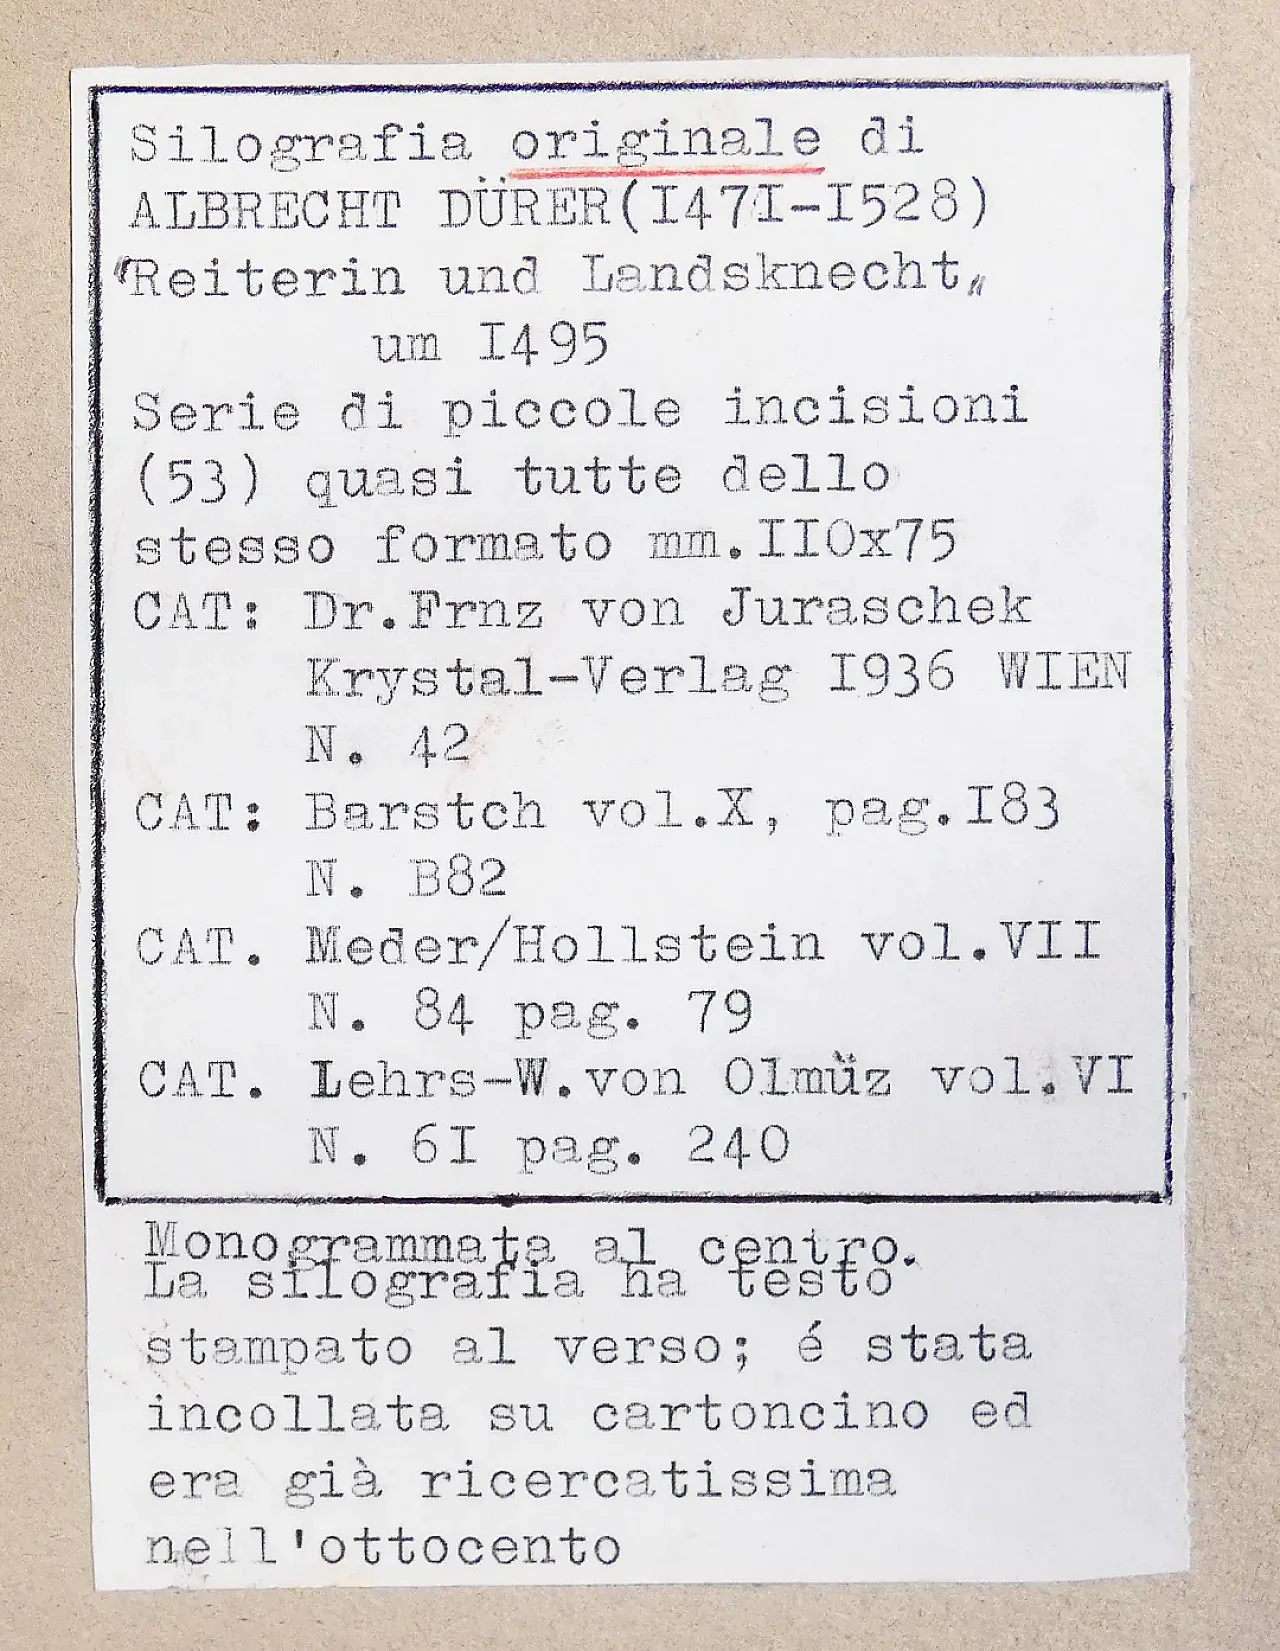 Silografia originale di
ALBRECHT DÜRER(I47I-I528)
"Reiterin und Landsknecht"
um I495
Serie di piccole incisioni
(53) quasi tutte dello
stesso formato mm.IIOx75
CAT: Dr.Frnz von Juraschek
Krystal-Verlag I936 WIEN
N. 42
CAT: Barstch vol.X, pag.I83
N. B82
CAT. Meder/Hollstein vol.VII
N. 84 pag. 79
CAT. Lehrs-W.von Olmüz vol.VI
N. 6I pag. 240
Monogrammata al centro.
La silografia ha testo
stampato al verso; é stata
incollata su cartoncino ed
era già ricercatissima
nell'ottocento